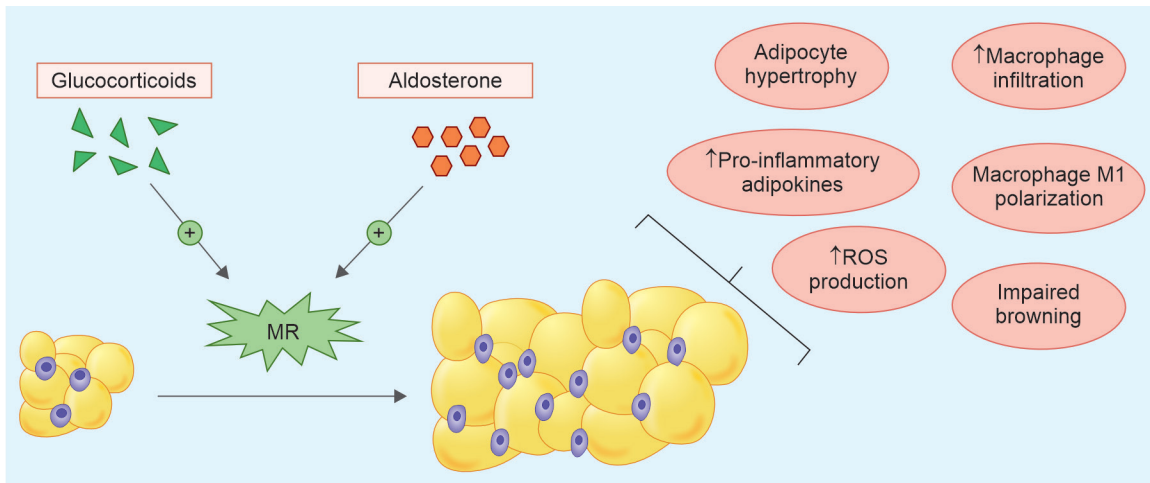 Glucocorticoids
Aldosterone
+
+
MR
Adipocyte
hypertrophy
↑Macrophage
infiltration
↑Pro-inflammatory
adipokines
Macrophage M1
polarization
↑ROS
production
Impaired
browning